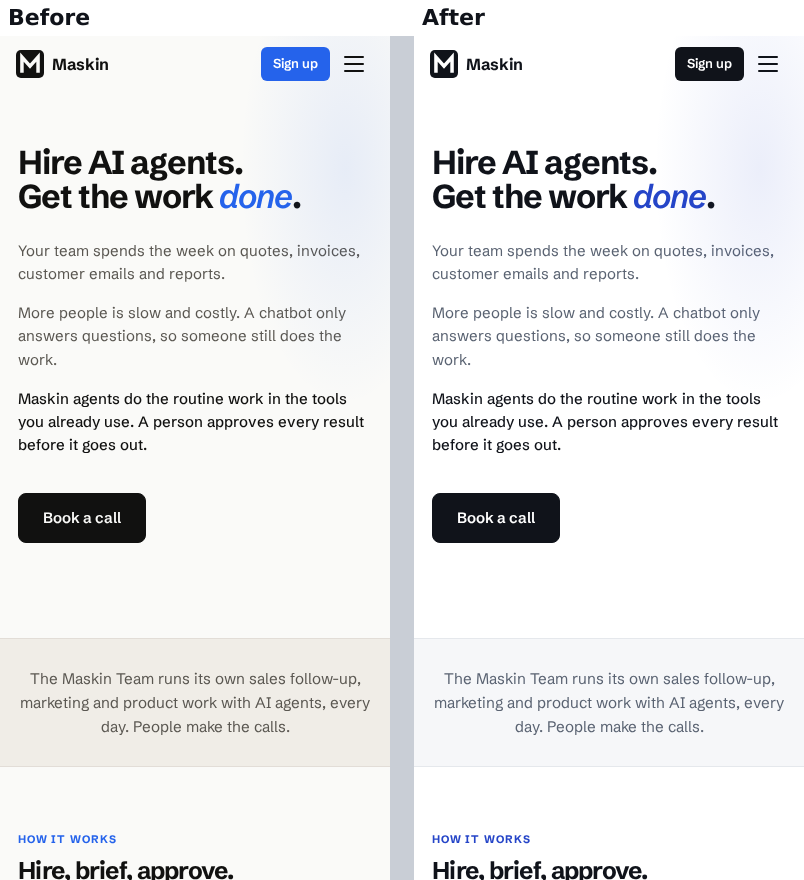 Before
Maskin
Sign up
Hire AI agents.
Get the work done.
Your team spends the week on quotes, invoices,
customer emails and reports.
More people is slow and costly. A chatbot only
answers questions, so someone still does the
work.
Maskin agents do the routine work in the tools
you already use. A person approves every result
before it goes out.
Book a call
The Maskin Team runs its own sales follow-up,
marketing and product work with AI agents, every
day. People make the calls.
HOW IT WORKS
Hire, brief, approve.
After
Maskin
Sign up
Hire AI agents.
Get the work done.
Your team spends the week on quotes, invoices,
customer emails and reports.
More people is slow and costly. A chatbot only
answers questions, so someone still does the
work.
Maskin agents do the routine work in the tools
you already use. A person approves every result
before it goes out.
Book a call
The Maskin Team runs its own sales follow-up,
marketing and product work with AI agents, every
day. People make the calls.
HOW IT WORKS
Hire, brief, approve.